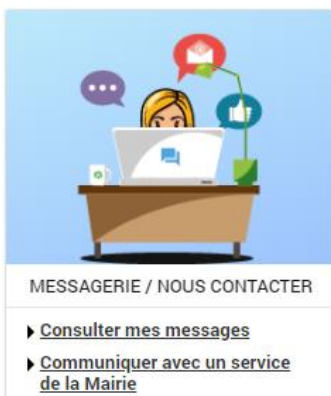 MESSAGERIE / NOUS CONTACTER
Consulter mes messages
Communiquer avec un service
de la Mairie